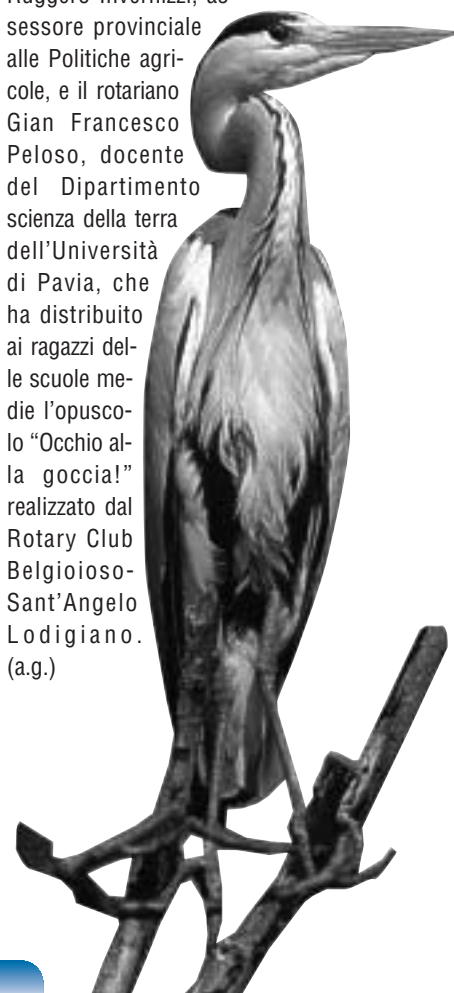 Ruggero Invernizzi, as-
sessore provinciale
alle Politiche agri-
cole, e il rotariano
Gian Francesco
Peloso, docente
del Dipartimento
scienza della terra
dell'Università
di Pavia, che
ha distribuito
ai ragazzi del-
le scuole me-
die l'opusco-
lo "Occhio al-
la goccia!"
realizzato dal
Rotary Club
Belgioioso-
Sant'Angelo
Lodigiano.
(a.g.)